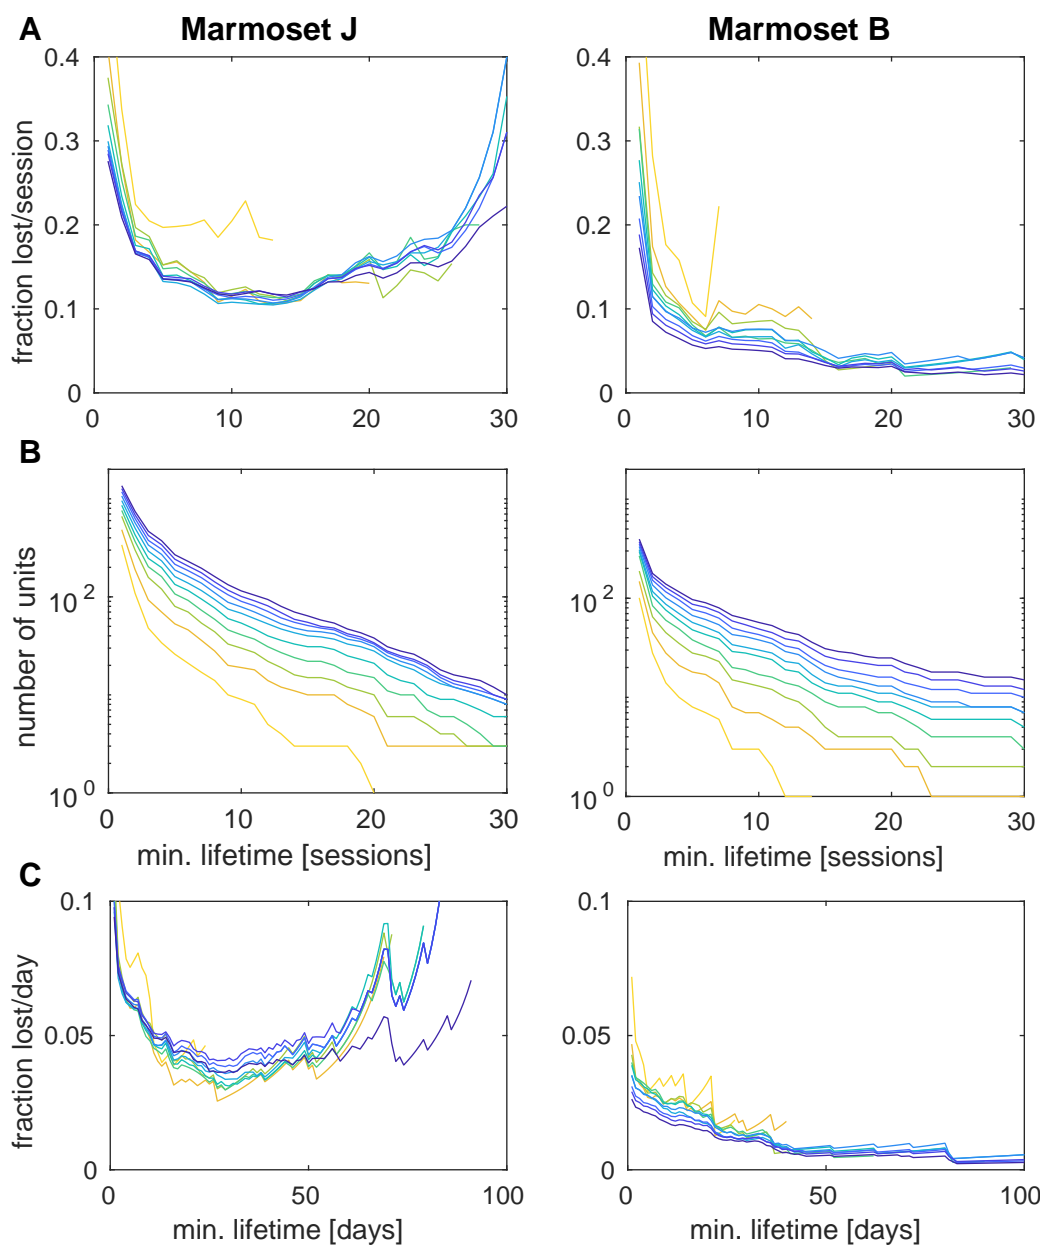 A
Marmoset J
Marmoset B
fraction lost/session
0.4
0.3
0.2
0.1
0
0 10 20 30
0.4
0.3
0.2
0.1
0
0 10 20 30
B
number of units
10^2
10^0
0 10 20 30
min. lifetime [sessions]
10^2
10^0
0 10 20 30
min. lifetime [sessions]
C
fraction lost/day
0.1
0.05
0
0 50 100
min. lifetime [days]
0.1
0.05
0
0 50 100
min. lifetime [days]